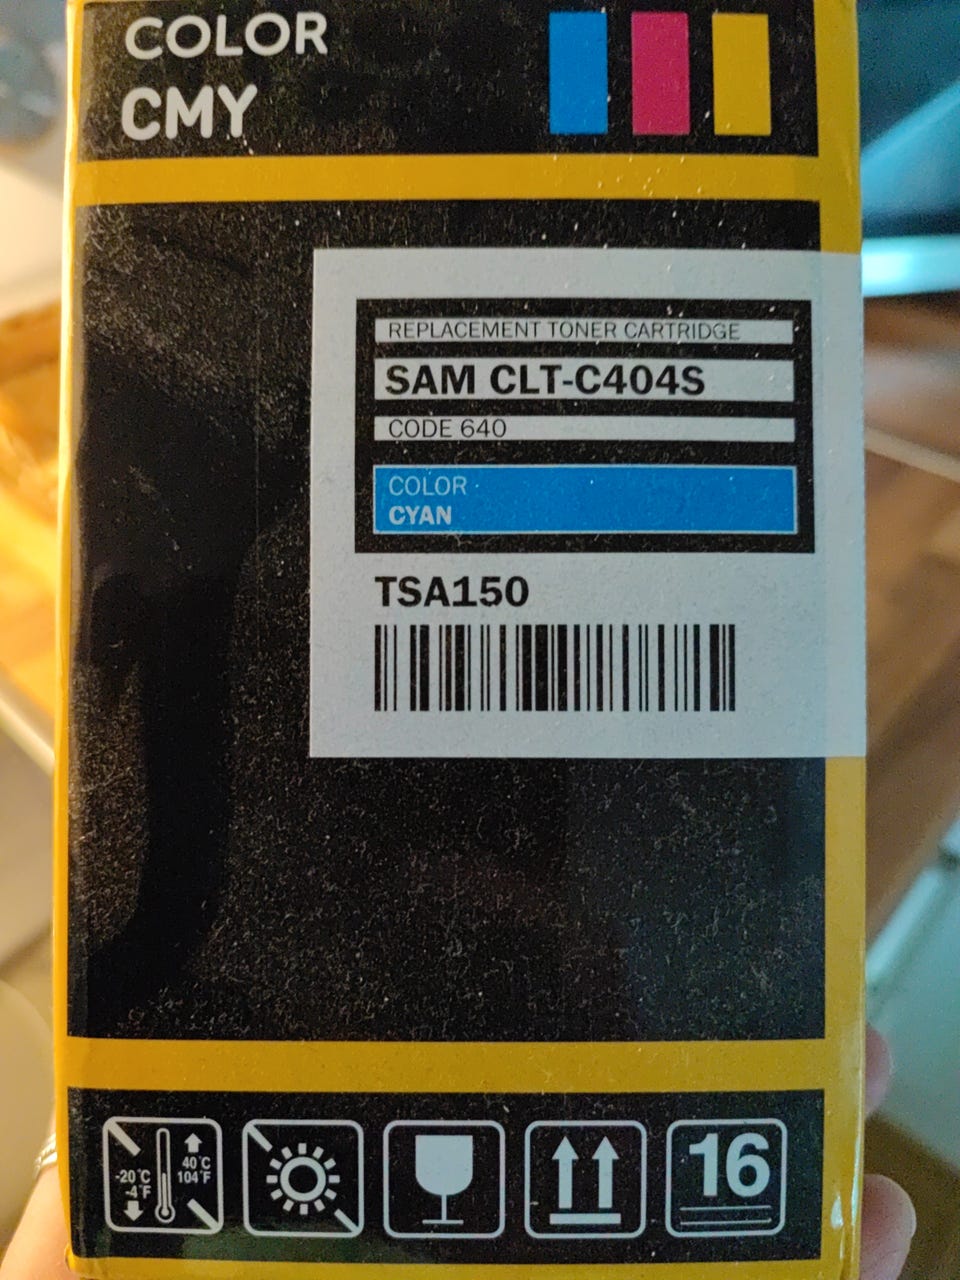 COLOR
CMY
REPLACEMENT TONER CARTRIDGE
SAM CLT-C404S
CODE 640
COLOR
CYAN
TSA150
-20°C
-4°F
40°C
104°F
16